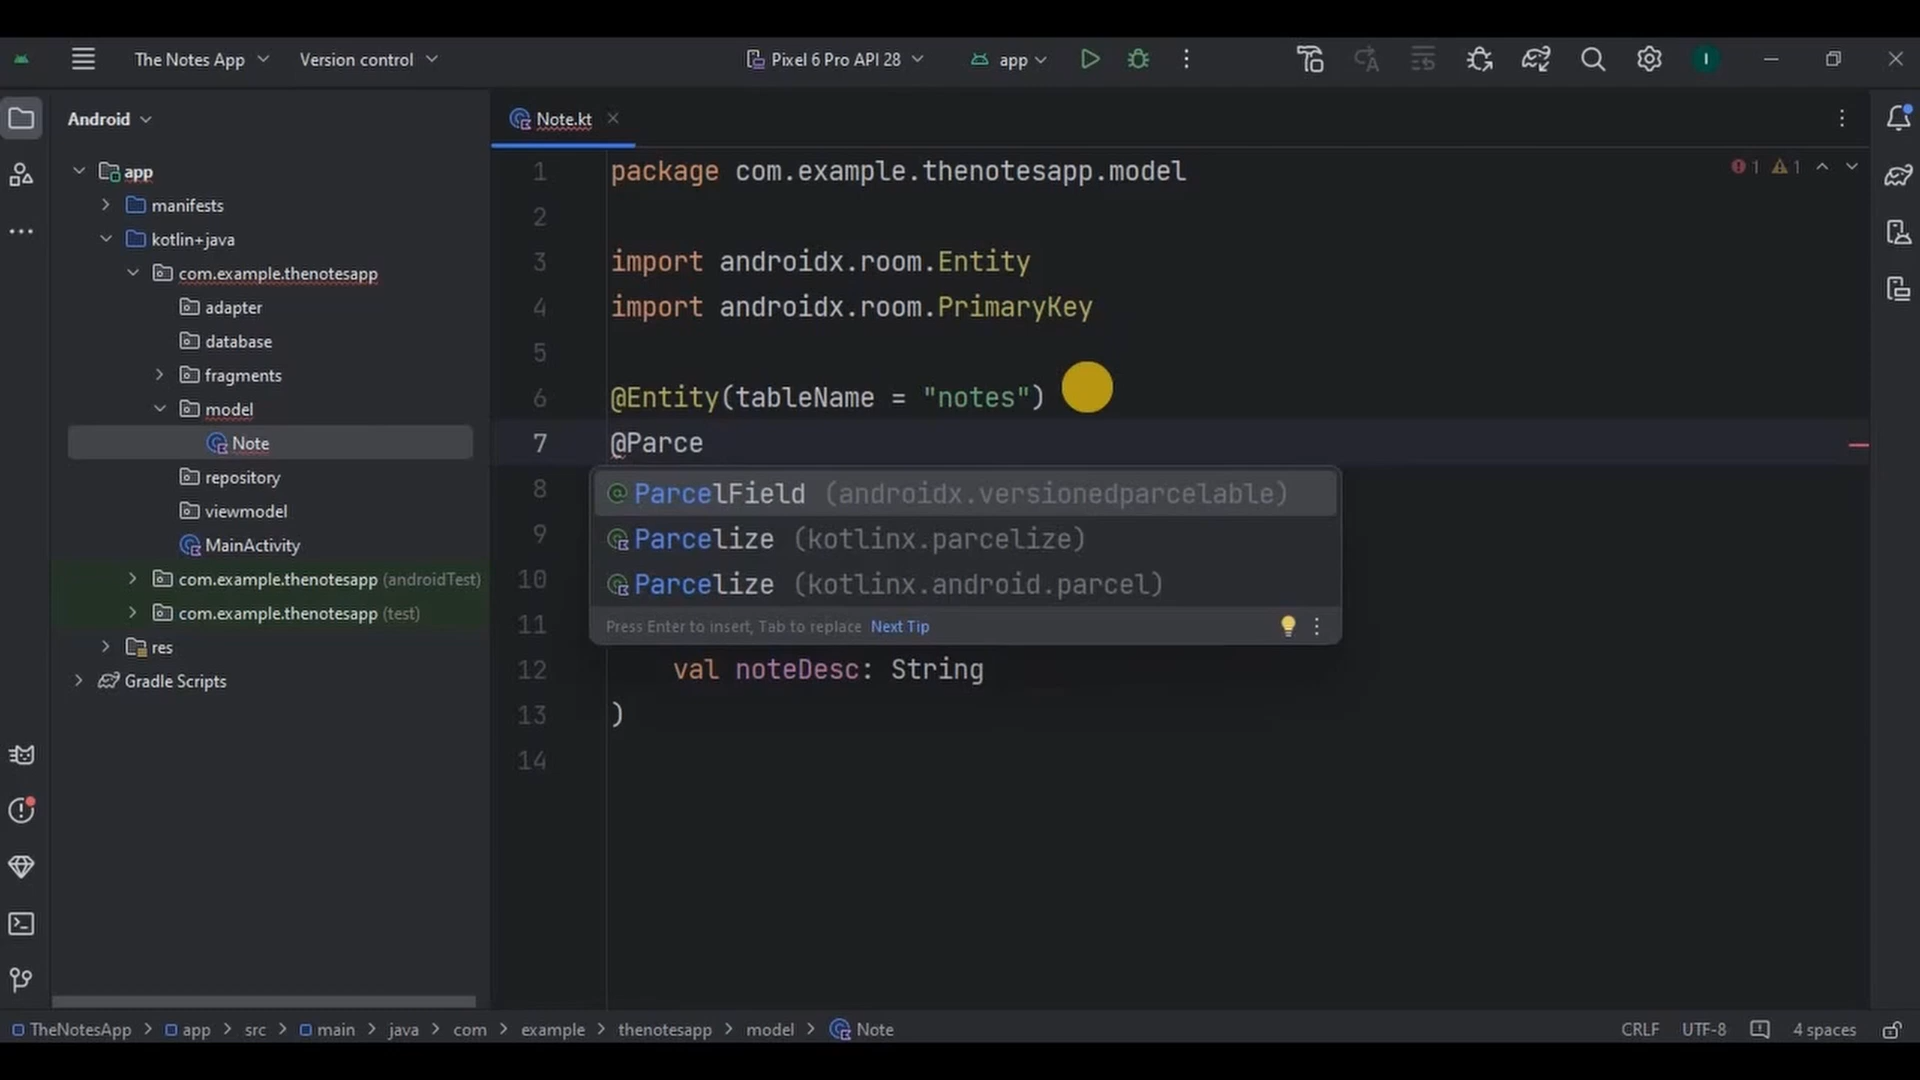 The Notes App
Version control
Pixel 6 Pro API 28
app
I
Android
app
manifests
kotlin+java
com.example.thenotesapp
adapter
database
fragments
model
Note
repository
viewmodel
MainActivity
com.example.thenotesapp (androidTest)
com.example.thenotesapp (test)
res
Gradle Scripts
Note.kt
1 1
1 package com.example.thenotesapp.model
2
3 import androidx.room.Entity
4 import androidx.room.PrimaryKey
5
6 @Entity(tableName = "notes")
7 @Parce
8
9
10
11
12 val noteDesc: String
13 )
14
ParcelField (androidx.versionedparcelable)
Parcelize (kotlinx.parcelize)
Parcelize (kotlinx.android.parcel)
Press Enter to insert, Tab to replace Next Tip
TheNotesApp > app > src > main > java > com > example > thenotesapp > model > Note
CRLF UTF-8 4 spaces